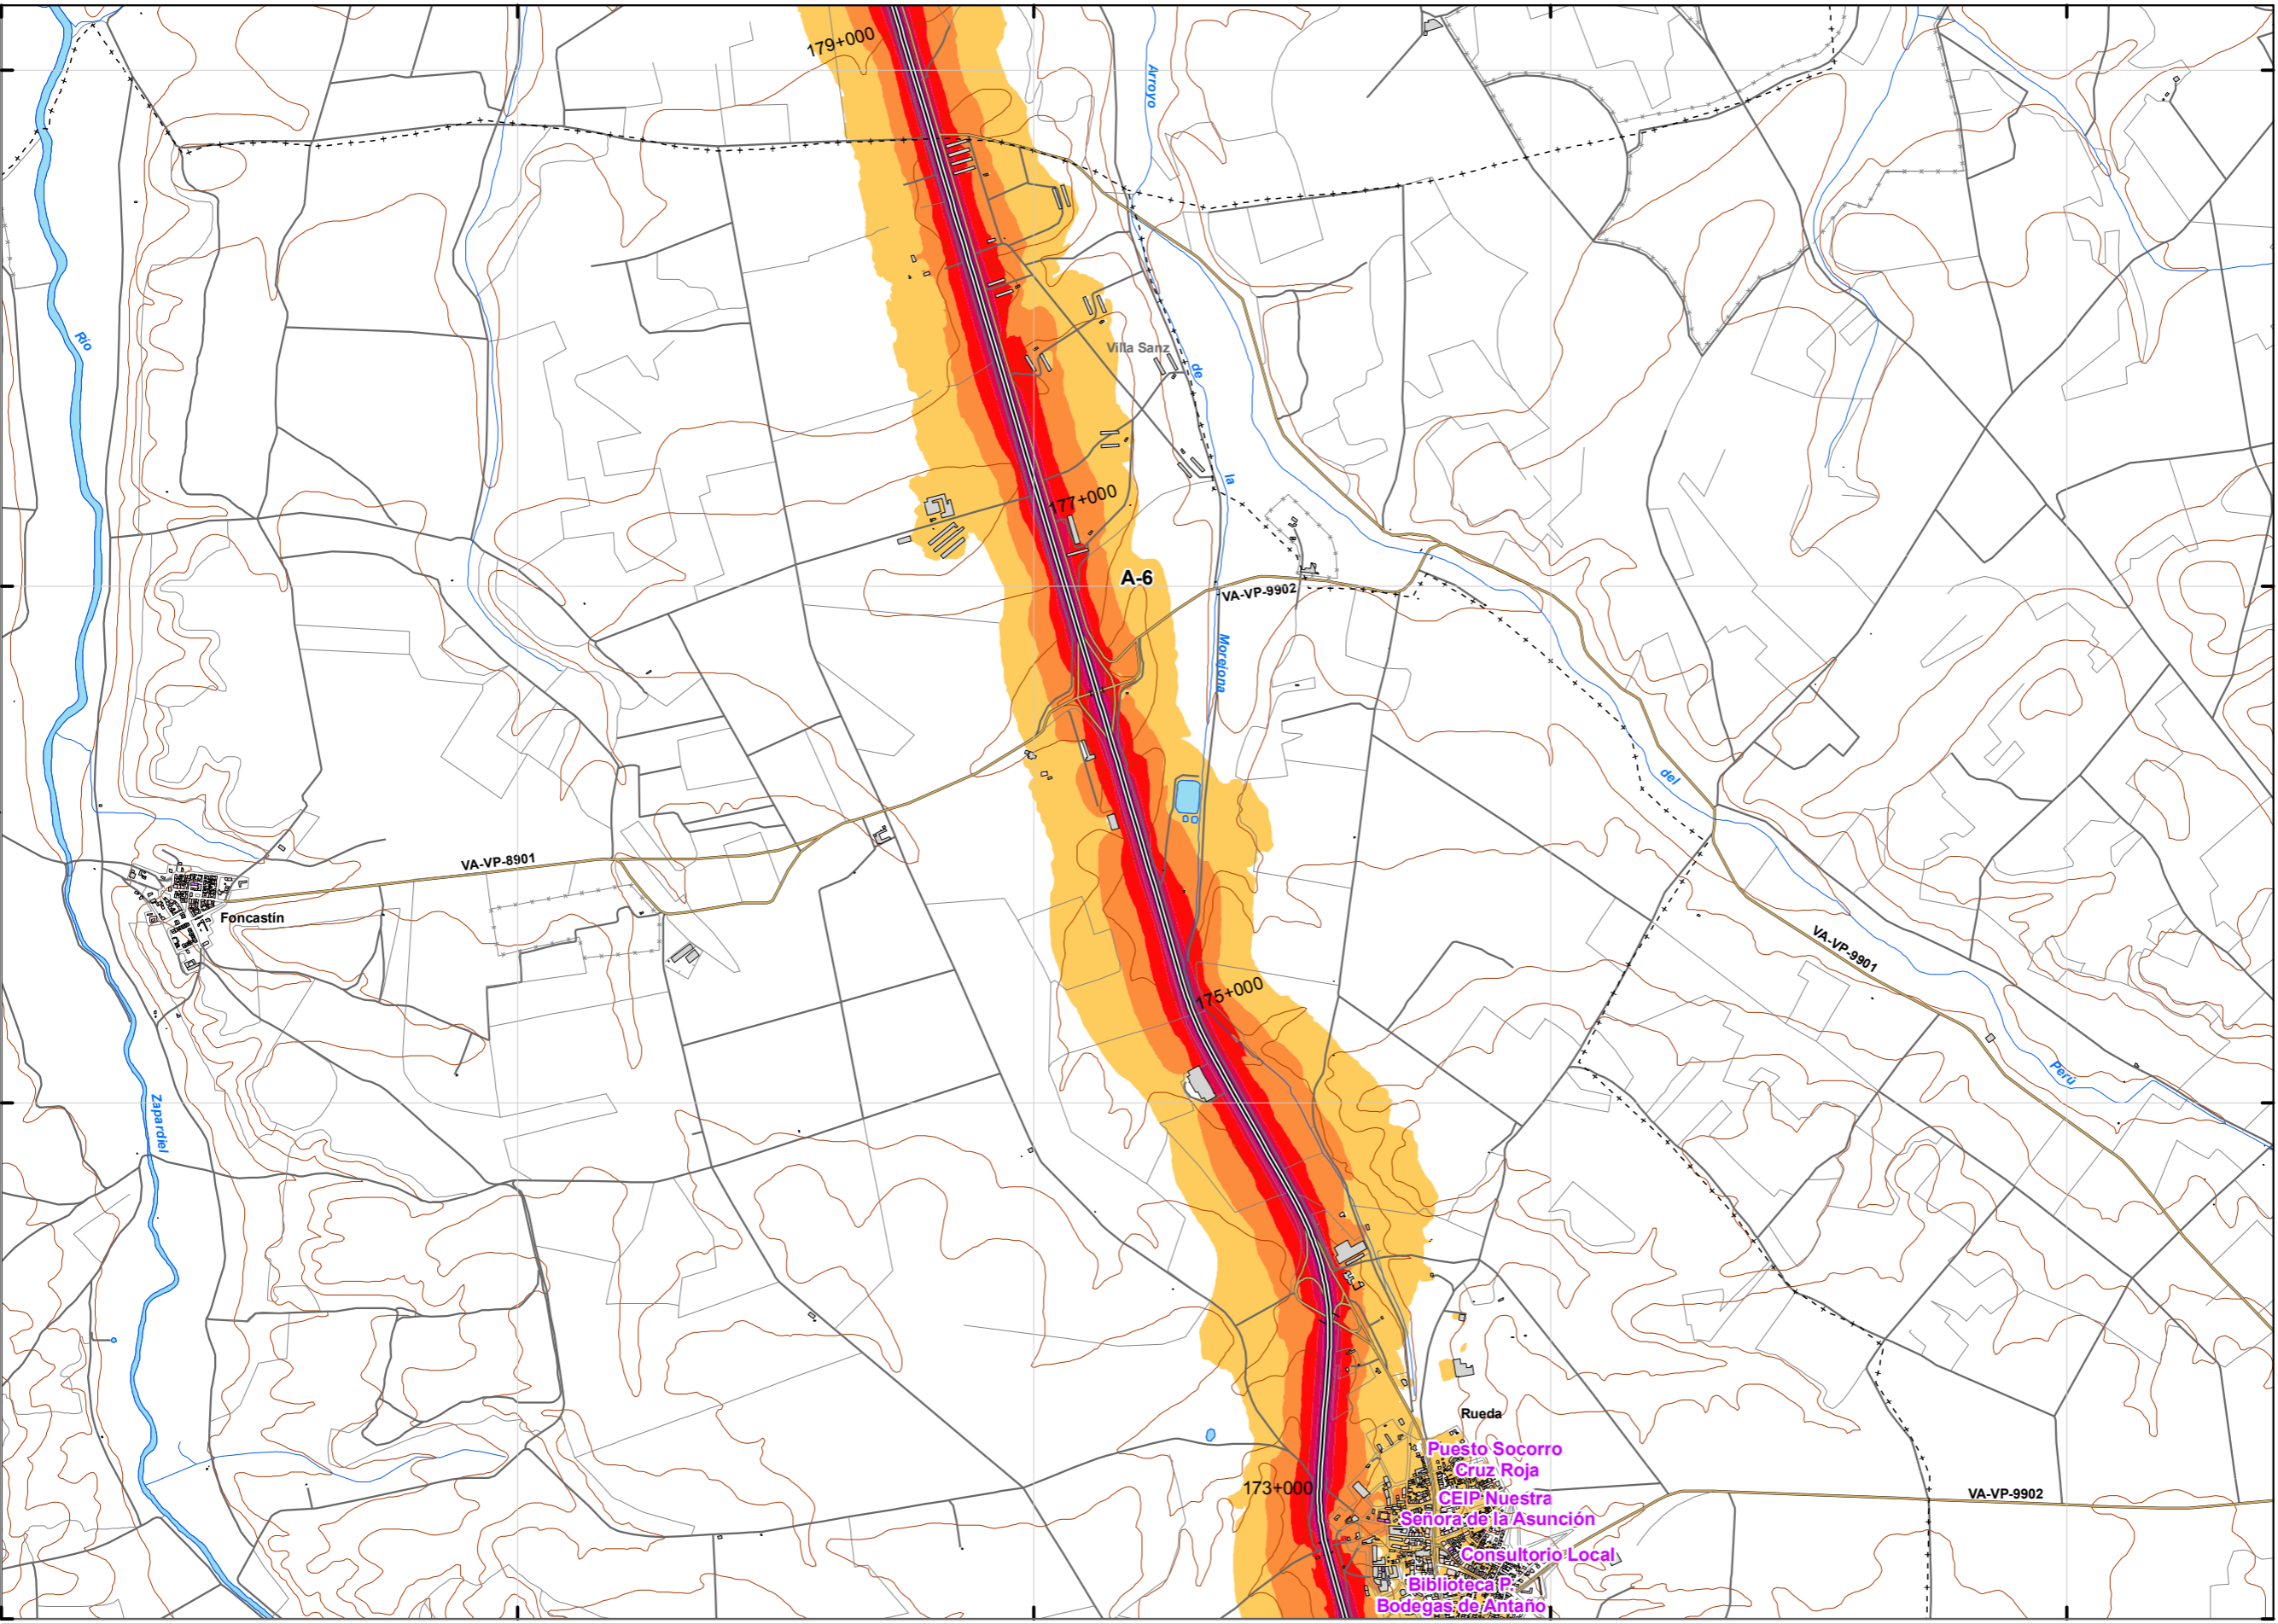 179+000
Arroyo
Río
Villa Sanz
de
la
177+000
A-6
VA-VP-9902
Morejona
del
VA-VP-8901
Foncastín
VA-VP-9901
175+000
Perú
Zapardiel
Rueda
Puesto Socorro
Cruz Roja
173+000
CEIP Nuestra
Señora de la Asunción
VA-VP-9902
Consultorio Local
Biblioteca P.
Bodegas de Antaño